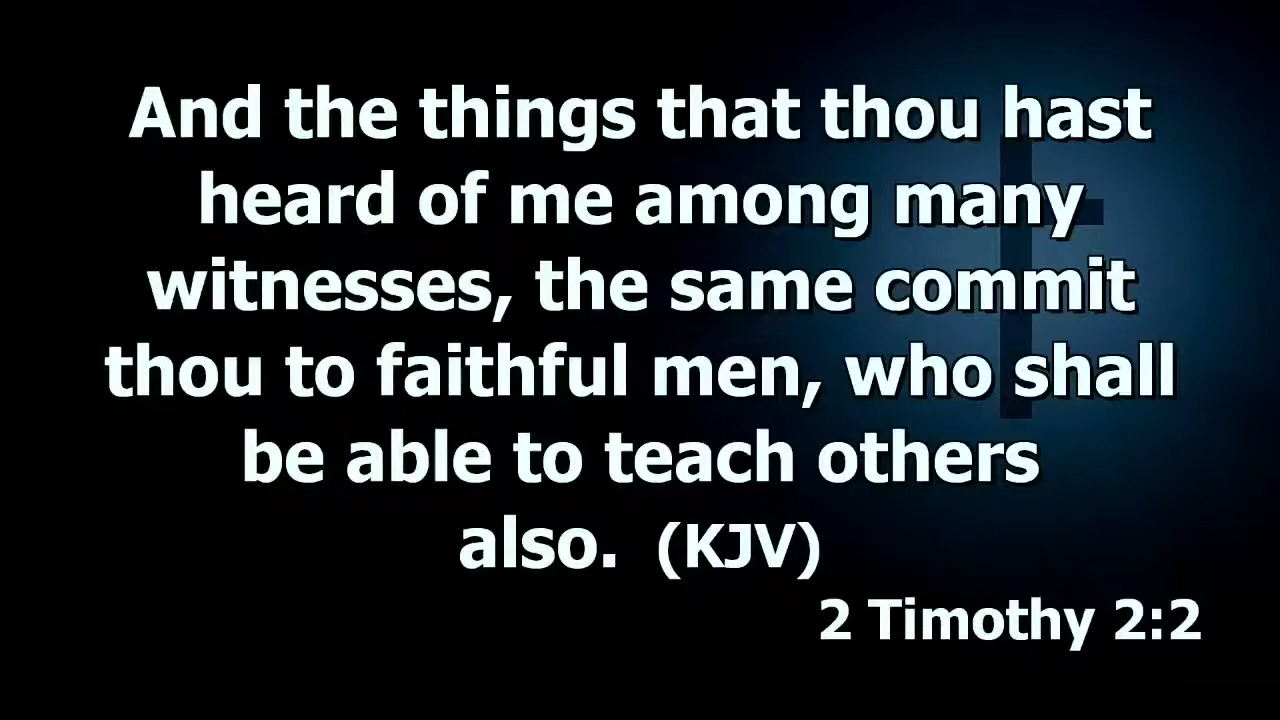 And the things that thou hast
heard of me among many
witnesses, the same commit
thou to faithful men, who shall
be able to teach others
also.  (KJV)
2 Timothy 2:2